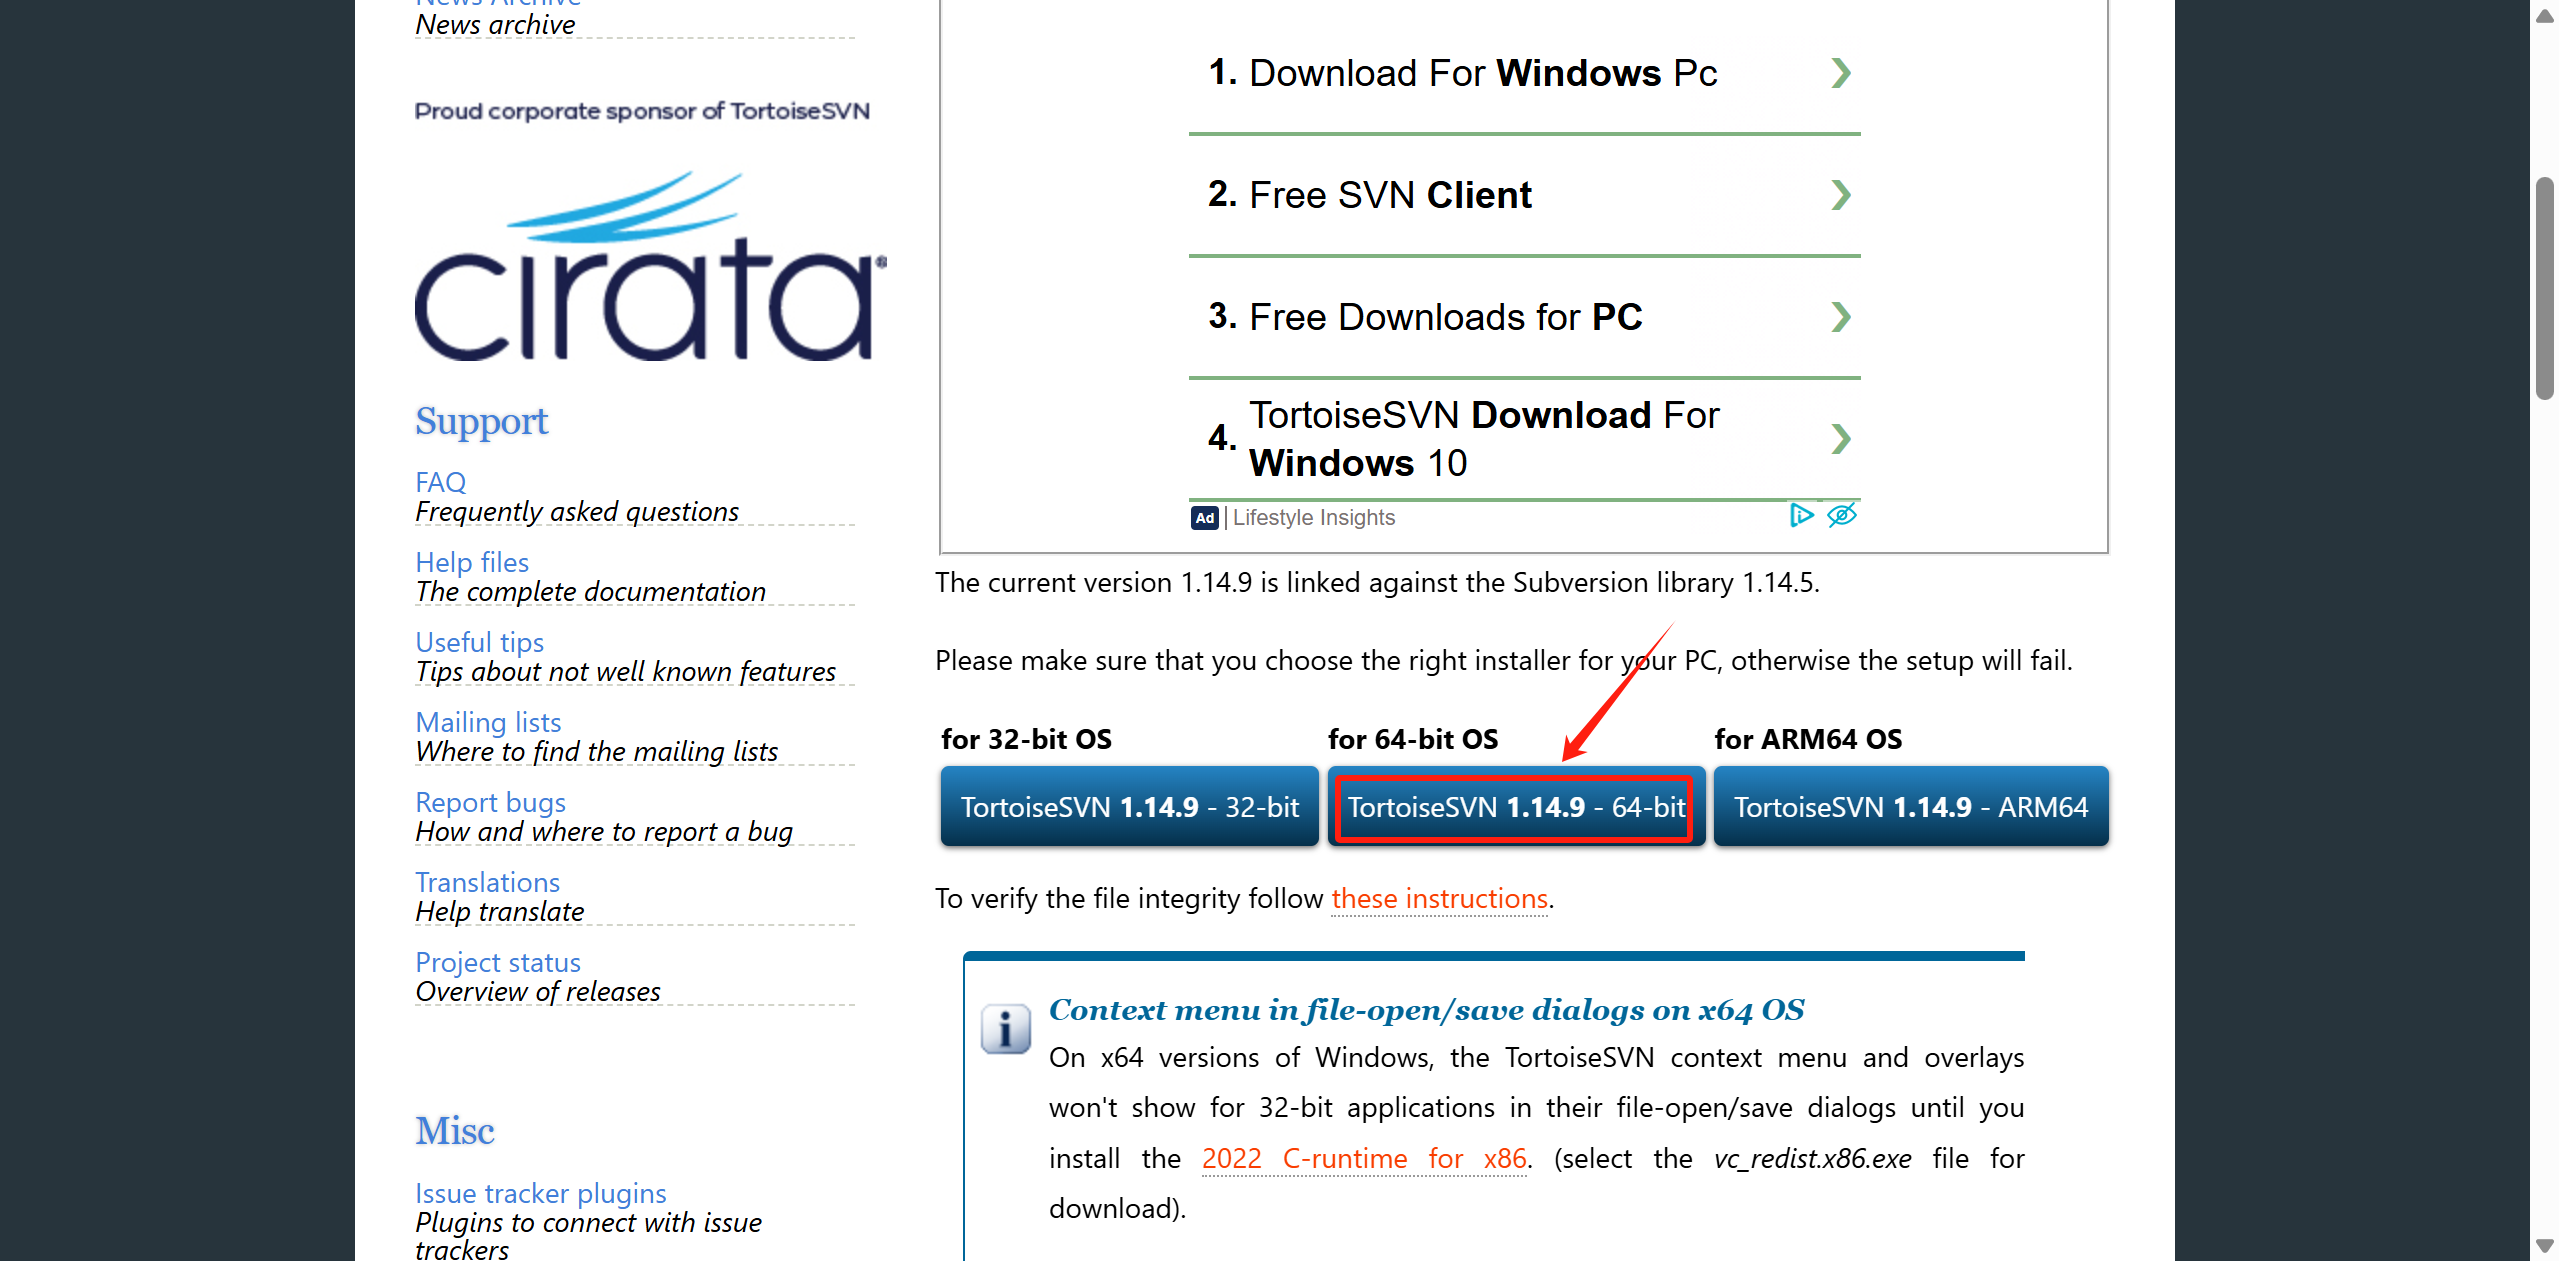 News Archive
News archive
Proud corporate sponsor of TortoiseSVN
cirata®
Support
FAQ
Frequently asked questions
Help files
The complete documentation
Useful tips
Tips about not well known features
Mailing lists
Where to find the mailing lists
Report bugs
How and where to report a bug
Translations
Help translate
Project status
Overview of releases
Misc
Issue tracker plugins
Plugins to connect with issue
trackers
1. Download For Windows Pc
2. Free SVN Client
3. Free Downloads for PC
4. TortoiseSVN Download For
Windows 10
Ad | Lifestyle Insights
The current version 1.14.9 is linked against the Subversion library 1.14.5.
Please make sure that you choose the right installer for your PC, otherwise the setup will fail.
for 32-bit OS
for 64-bit OS
for ARM64 OS
TortoiseSVN 1.14.9 - 32-bit
TortoiseSVN 1.14.9 - 64-bit
TortoiseSVN 1.14.9 - ARM64
To verify the file integrity follow these instructions.
Context menu in file-open/save dialogs on x64 OS
On x64 versions of Windows, the TortoiseSVN context menu and overlays
won't show for 32-bit applications in their file-open/save dialogs until you
install the 2022 C-runtime for x86. (select the vc_redist.x86.exe file for
download).